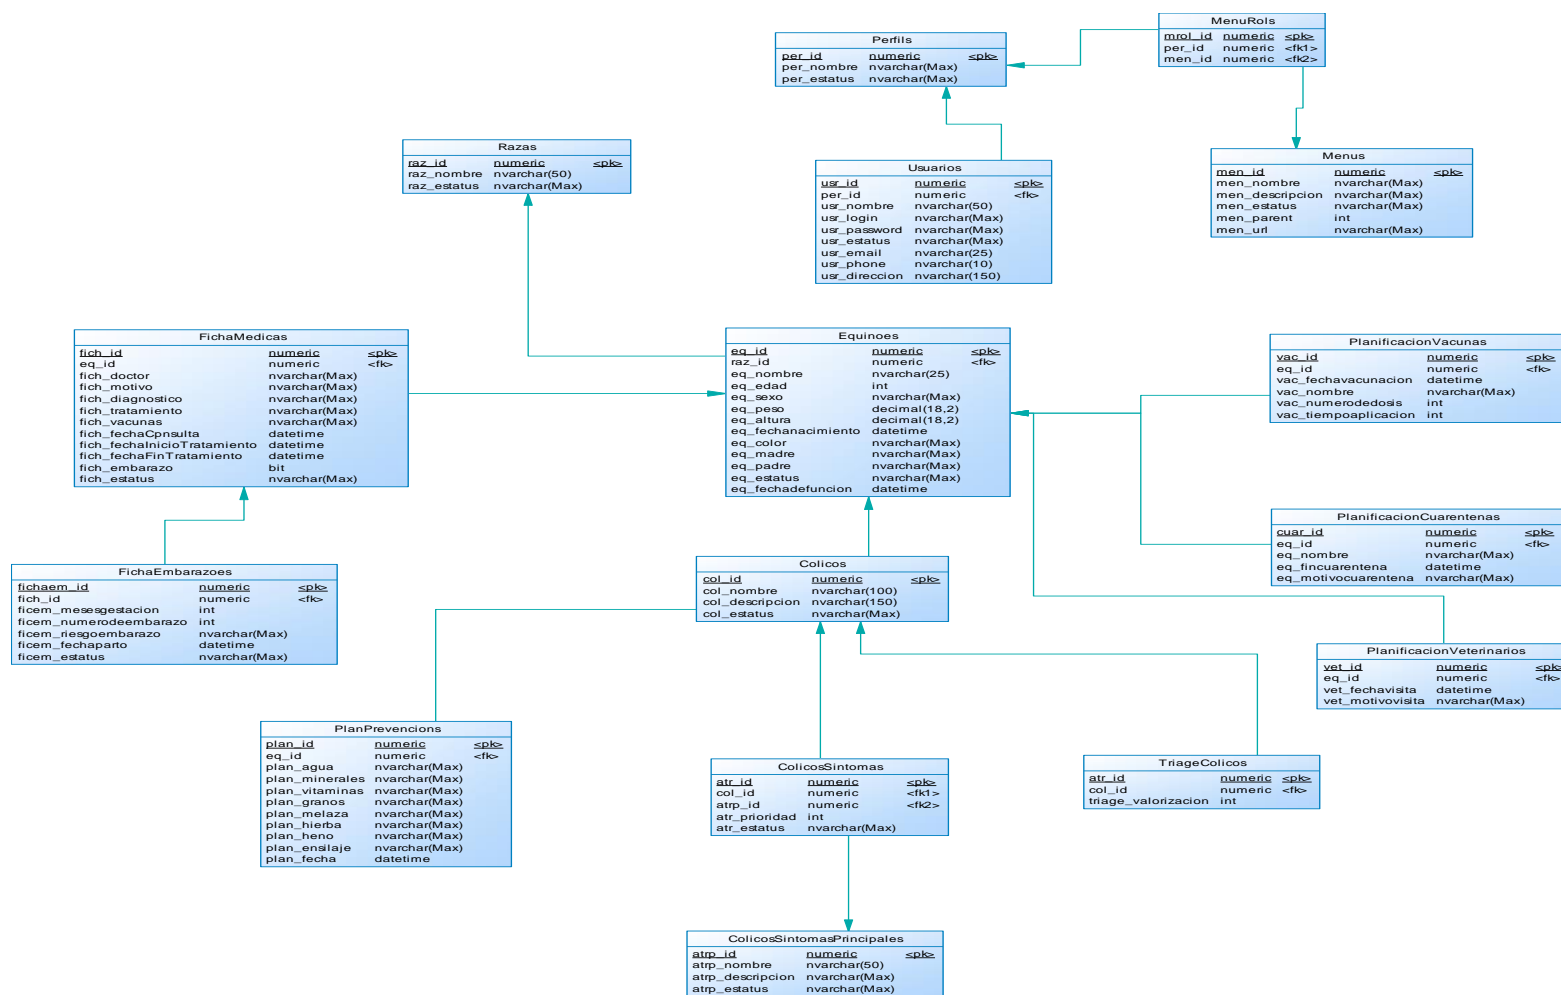 MenuRols
mrol_id numeric <pk>
per_id numeric <fk1>
men_id numeric <fk2>
Perfils
per_id numeric <pk>
per_nombre nvarchar(Max)
per_estatus nvarchar(Max)
Razas
raz_id numeric <pk>
raz_nombre nvarchar(50)
raz_estatus nvarchar(Max)
Usuarios
usr_id numeric <pk>
per_id numeric <fk>
usr_nombre nvarchar(50)
usr_login nvarchar(Max)
usr_password nvarchar(Max)
usr_estatus nvarchar(Max)
usr_email nvarchar(25)
usr_phone nvarchar(10)
usr_direccion nvarchar(150)
Menus
men_id numeric <pk>
men_nombre nvarchar(Max)
men_descripcion nvarchar(Max)
men_estatus nvarchar(Max)
men_parent int
men_url nvarchar(Max)
FichaMedicas
fich_id numeric <pk>
eq_id numeric <fk>
fich_doctor nvarchar(Max)
fich_motivo nvarchar(Max)
fich_diagnostico nvarchar(Max)
fich_tratamiento nvarchar(Max)
fich_vacunas nvarchar(Max)
fich_fechaCpnsulta datetime
fich_fechaInicioTratamiento datetime
fich_fechaFinTratamiento datetime
fich_embarazo bit
fich_estatus nvarchar(Max)
Equinoes
eq_id numeric <pk>
raz_id numeric <fk>
eq_nombre nvarchar(25)
eq_edad int
eq_sexo nvarchar(Max)
eq_peso decimal(18,2)
eq_altura decimal(18,2)
eq_fechanacimiento datetime
eq_color nvarchar(Max)
eq_madre nvarchar(Max)
eq_padre nvarchar(Max)
eq_estatus nvarchar(Max)
eq_fechadefuncion datetime
PlanificacionVacunas
vac_id numeric <pk>
eq_id numeric <fk>
vac_fechavacunacion datetime
vac_nombre nvarchar(Max)
vac_numerodedosis int
vac_tiempoaplicacion int
PlanificacionCuarentenas
cuar_id numeric <pk>
eq_id numeric <fk>
eq_nombre nvarchar(Max)
eq_fincuarentena datetime
eq_motivocuarentena nvarchar(Max)
FichaEmbarazoes
fichaem_id numeric <pk>
fich_id numeric <fk>
ficem_mesesgestacion int
ficem_numerodeembarazo int
ficem_riesgoembarazo nvarchar(Max)
ficem_fechaparto datetime
ficem_estatus nvarchar(Max)
Colicos
col_id numeric <pk>
col_nombre nvarchar(100)
col_descripcion nvarchar(150)
col_estatus nvarchar(Max)
PlanificacionVeterinarios
vet_id numeric <pk>
eq_id numeric <fk>
vet_fechavisita datetime
vet_motivovisita nvarchar(Max)
PlanPrevencions
plan_id numeric <pk>
eq_id numeric <fk>
plan_agua nvarchar(Max)
plan_minerales nvarchar(Max)
plan_vitaminas nvarchar(Max)
plan_granos nvarchar(Max)
plan_melaza nvarchar(Max)
plan_hierba nvarchar(Max)
plan_heno nvarchar(Max)
plan_ensilaje nvarchar(Max)
plan_fecha datetime
ColicosSintomas
atr_id numeric <pk>
col_id numeric <fk1>
atrp_id numeric <fk2>
atr_prioridad int
atr_estatus nvarchar(Max)
TriageColicos
atr_id numeric <pk>
col_id numeric <fk>
triage_valorizacion int
ColicosSintomasPrincipales
atrp_id numeric <pk>
atrp_nombre nvarchar(50)
atrp_descripcion nvarchar(Max)
atrp_estatus nvarchar(Max)